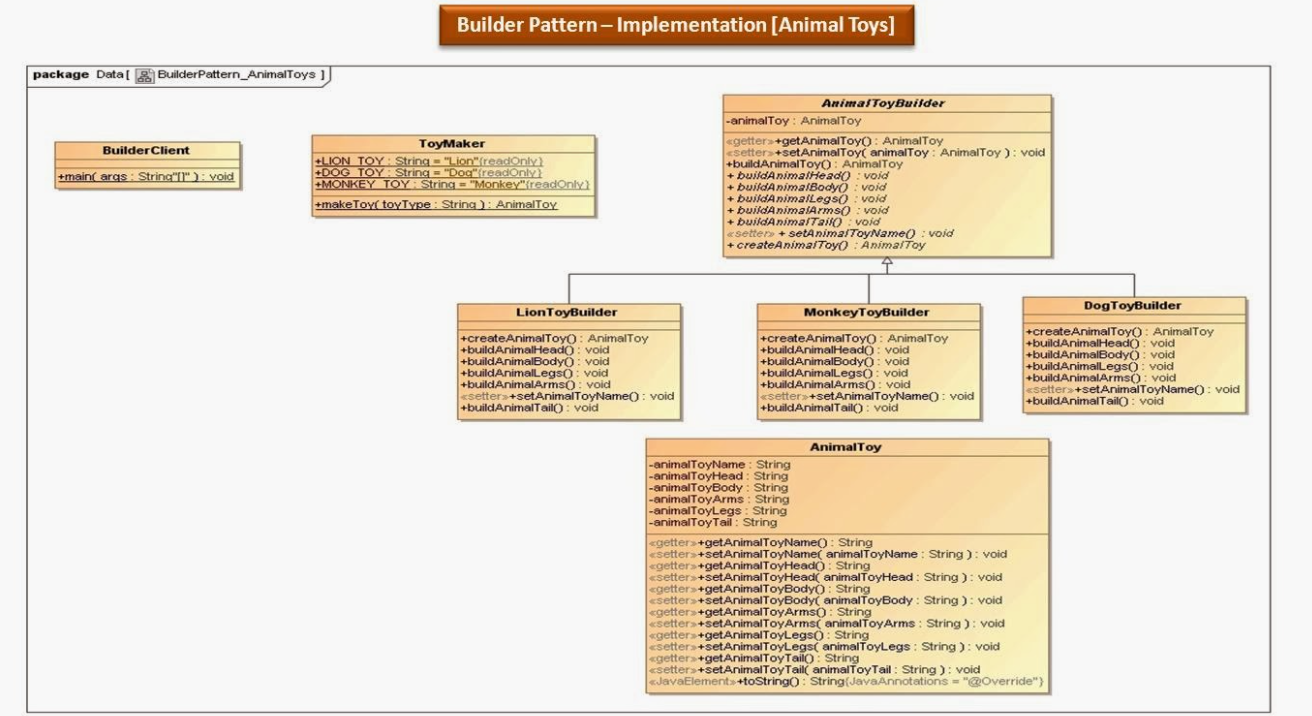 Builder Pattern – Implementation [Animal Toys]
package Data [ BuilderPattern_AnimalToys ]
BuilderClient
+main( args : String"[]" ) : void
ToyMaker
+LION_TOY : String = "Lion"{readOnly}
+DOG_TOY : String = "Dog"{readOnly}
+MONKEY_TOY : String = "Monkey"{readOnly}
+makeToy( toyType : String ) : AnimalToy
AnimalToyBuilder
-animalToy : AnimalToy
«getter»+getAnimalToy() : AnimalToy
«setter»+setAnimalToy( animalToy : AnimalToy ) : void
+buildAnimalToy() : AnimalToy
+ buildAnimalHead() : void
+ buildAnimalBody() : void
+ buildAnimalLegs() : void
+ buildAnimalArms() : void
+ buildAnimalTail() : void
«setter» + setAnimalToyName() : void
+ createAnimalToy() : AnimalToy
LionToyBuilder
+createAnimalToy() : AnimalToy
+buildAnimalHead() : void
+buildAnimalBody() : void
+buildAnimalLegs() : void
+buildAnimalArms() : void
«setter»+setAnimalToyName() : void
+buildAnimalTail() : void
MonkeyToyBuilder
+createAnimalToy() : AnimalToy
+buildAnimalHead() : void
+buildAnimalBody() : void
+buildAnimalLegs() : void
+buildAnimalArms() : void
«setter»+setAnimalToyName() : void
+buildAnimalTail() : void
DogToyBuilder
+createAnimalToy() : AnimalToy
+buildAnimalHead() : void
+buildAnimalBody() : void
+buildAnimalLegs() : void
+buildAnimalArms() : void
«setter»+setAnimalToyName() : void
+buildAnimalTail() : void
AnimalToy
-animalToyName : String
-animalToyHead : String
-animalToyBody : String
-animalToyArms : String
-animalToyLegs : String
-animalToyTail : String
«getter»+getAnimalToyName() : String
«setter»+setAnimalToyName( animalToyName : String ) : void
«getter»+getAnimalToyHead() : String
«setter»+setAnimalToyHead( animalToyHead : String ) : void
«getter»+getAnimalToyBody() : String
«setter»+setAnimalToyBody( animalToyBody : String ) : void
«getter»+getAnimalToyArms() : String
«setter»+setAnimalToyArms( animalToyArms : String ) : void
«getter»+getAnimalToyLegs() : String
«setter»+setAnimalToyLegs( animalToyLegs : String ) : void
«getter»+getAnimalToyTail() : String
«setter»+setAnimalToyTail( animalToyTail : String ) : void
«JavaElement»+toString() : String{JavaAnnotations = "@Override"}